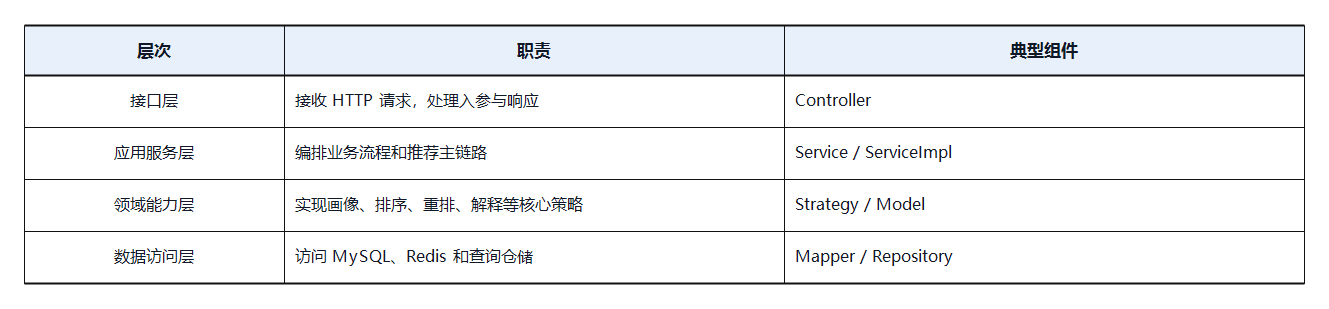 层次 职责 典型组件
接口层 接收 HTTP 请求，处理入参与响应 Controller
应用服务层 编排业务流程和推荐主链路 Service / ServiceImpl
领域能力层 实现画像、排序、重排、解释等核心策略 Strategy / Model
数据访问层 访问 MySQL、Redis 和查询仓储 Mapper / Repository